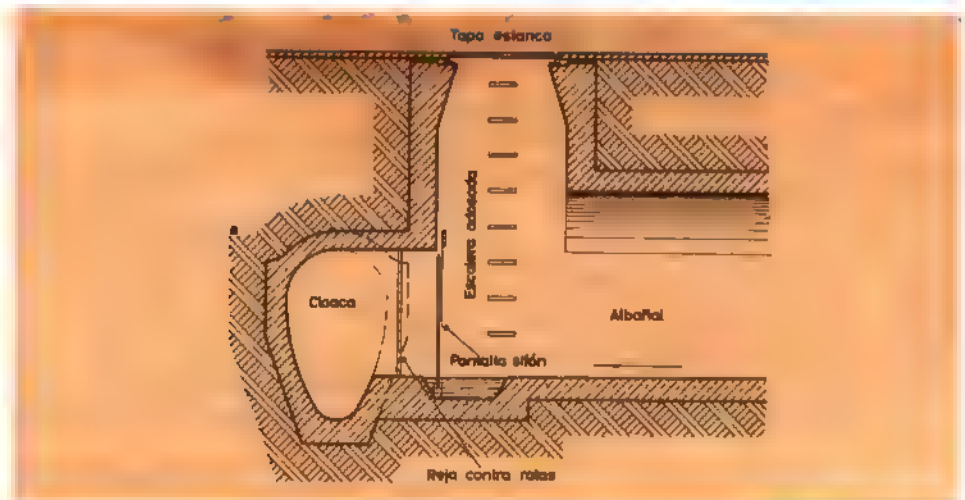 Tapa estanca
Escalera adosada
Cloaca
Albañal
Pantalla sifón
Reja contra ratas